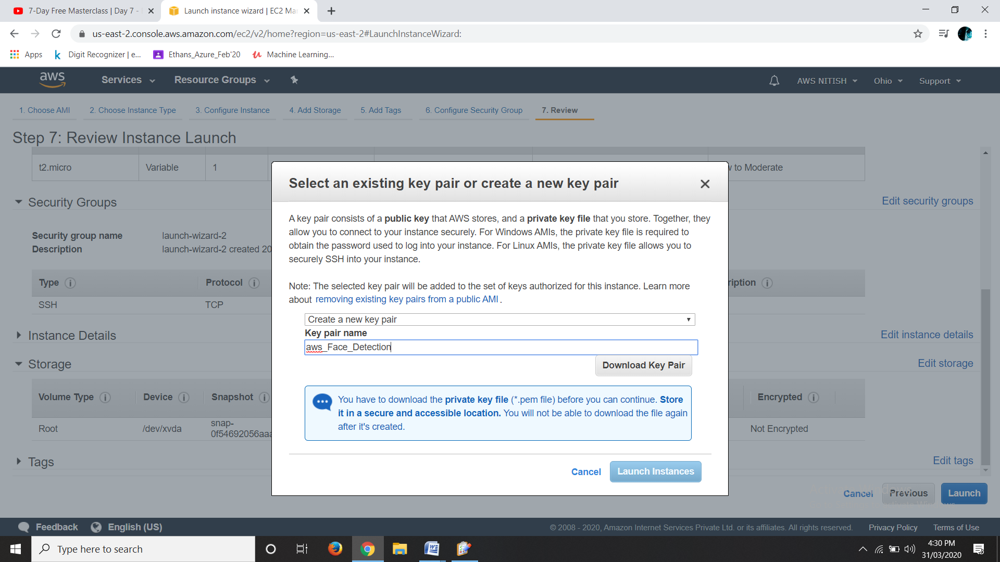 7-Day Free Masterclass | Day 7 -
Launch instance wizard | EC2 Ma
us-east-2.console.aws.amazon.com/ec2/v2/home?region=us-east-2#LaunchInstanceWizard:
Apps
k Digit Recognizer | e...
Ethans_Azure_Feb'20
Machine Learning...
aws
Services
Resource Groups
AWS NITISH
Ohio
Support
1. Choose AMI
2. Choose Instance Type
3. Configure Instance
4. Add Storage
5. Add Tags
6. Configure Security Group
7. Review
Step 7: Review Instance Launch
t2.micro Variable 1 to Moderate
Security Groups
Edit security groups
Security group name launch-wizard-2
Description launch-wizard-2 created 20
Type i Protocol i ription i
SSH TCP
Instance Details
Edit instance details
Storage
Edit storage
Volume Type i Device i Snapshot i Encrypted i
Root /dev/xvda snap-
0f54692056aaa
Not Encrypted
Tags
Edit tags
Select an existing key pair or create a new key pair
A key pair consists of a public key that AWS stores, and a private key file that you store. Together, they
allow you to connect to your instance securely. For Windows AMIs, the private key file is required to
obtain the password used to log into your instance. For Linux AMIs, the private key file allows you to
securely SSH into your instance.
Note: The selected key pair will be added to the set of keys authorized for this instance. Learn more
about removing existing key pairs from a public AMI .
Create a new key pair
Key pair name
aws_Face_Detection
Download Key Pair
You have to download the private key file (*.pem file) before you can continue. Store
it in a secure and accessible location. You will not be able to download the file again
after it's created.
Cancel
Launch Instances
Cancel
Previous
Launch
Feedback
English (US)
© 2008 - 2020, Amazon Internet Services Private Ltd. or its affiliates. All rights reserved.
Privacy Policy
Terms of Use
Type here to search
4:30 PM
31/03/2020